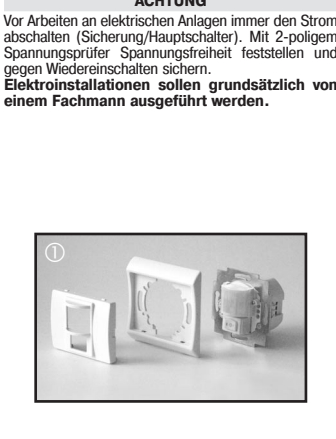 ACHTUNG
Vor Arbeiten an elektrischen Anlagen immer den Strom
abschalten (Sicherung/Hauptschalter). Mit 2-poligem
Spannungsprüfer Spannungsfreiheit feststellen und
gegen Wiedereinschalten sichern.
Elektroinstallationen sollen grundsätzlich von
einem Fachmann ausgeführt werden.
①